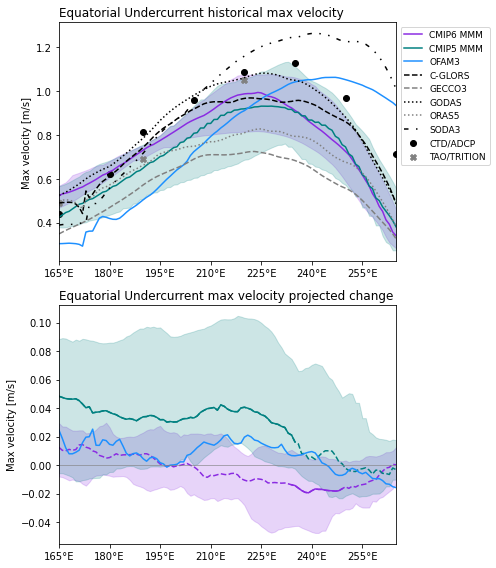 Equatorial Undercurrent historical max velocity
Max velocity [m/s]
1.2
1.0
0.8
0.6
0.4
165°E 180°E 195°E 210°E 225°E 240°E 255°E
CMIP6 MMM
CMIP5 MMM
OFAM3
C-GLORS
GECCO3
GODAS
ORAS5
SODA3
CTD/ADCP
TAO/TRITION
Equatorial Undercurrent max velocity projected change
Max velocity [m/s]
0.10
0.08
0.06
0.04
0.02
0.00
−0.02
−0.04
165°E 180°E 195°E 210°E 225°E 240°E 255°E